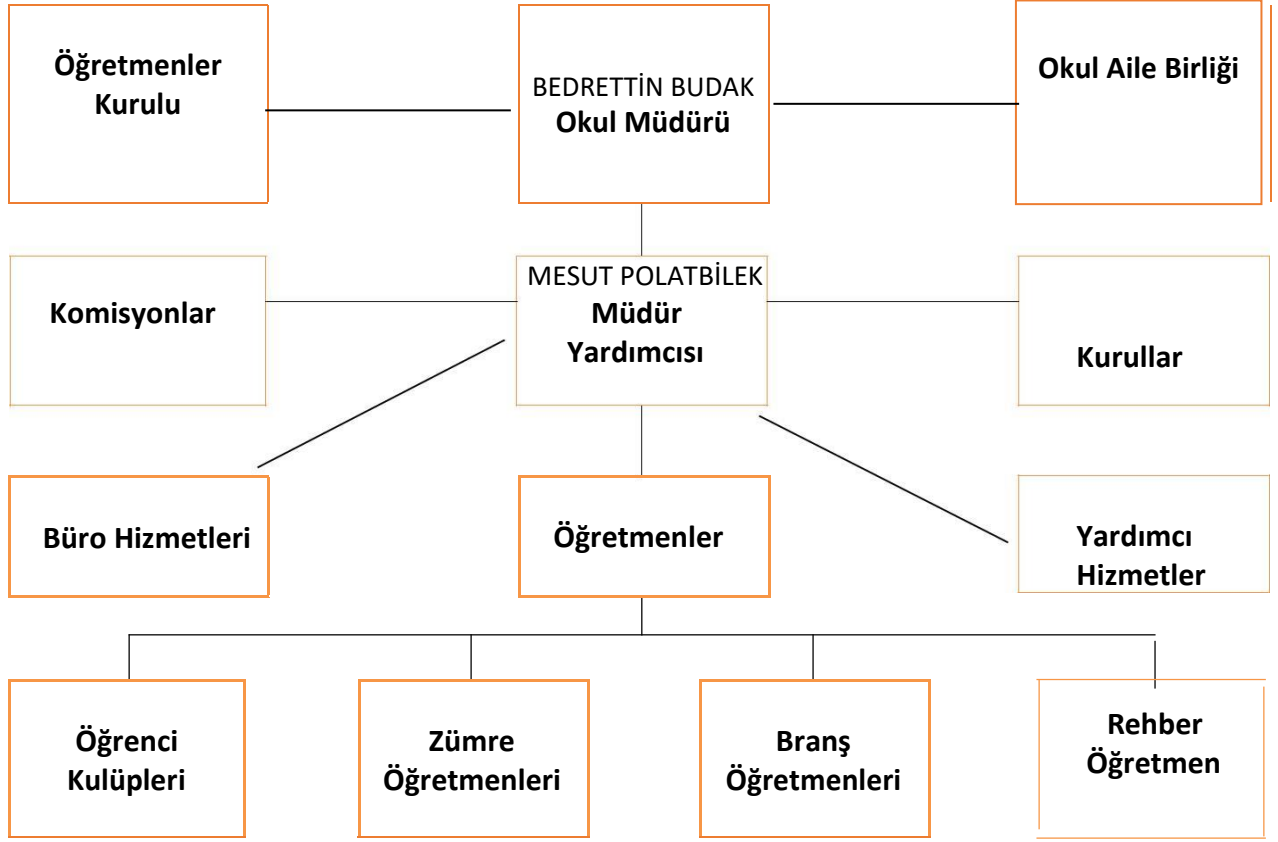 Öğretmenler
Kurulu
BEDRETTİN BUDAK
Okul Müdürü
Okul Aile Birliği
Komisyonlar
MESUT POLATBİLEK
Müdür
Yardımcısı
Kurullar
Büro Hizmetleri
Öğretmenler
Yardımcı
Hizmetler
Öğrenci
Kulüpleri
Zümre
Öğretmenleri
Branş
Öğretmenleri
Rehber
Öğretmen